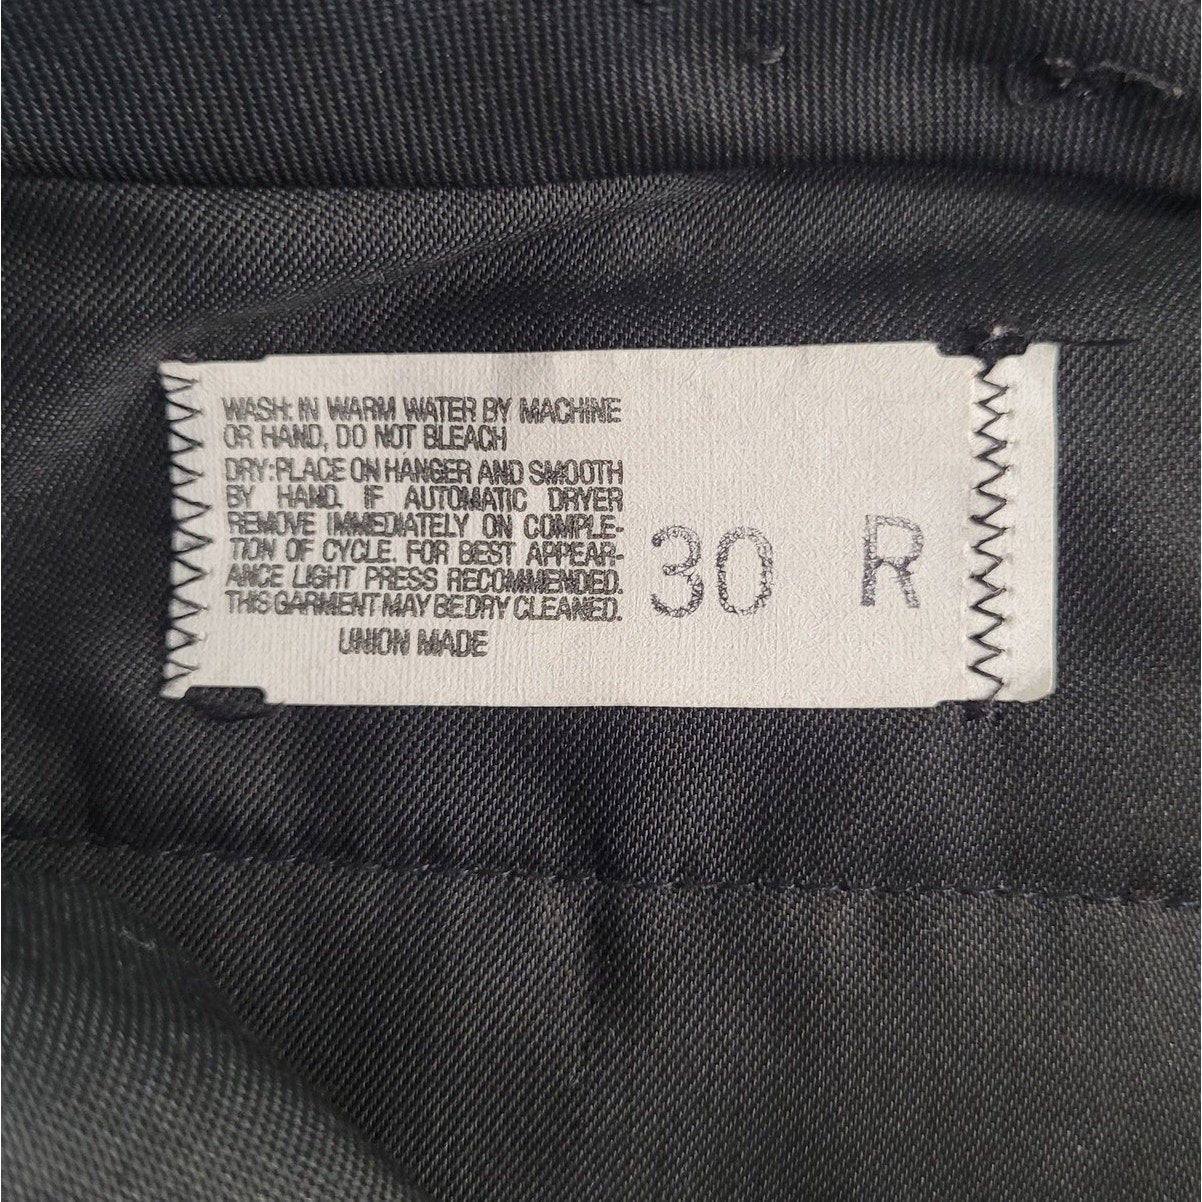 WASH: IN WARM WATER BY MACHINE
OR HAND, DO NOT BLEACH
DRY: PLACE ON HANGER AND SMOOTH
BY HAND. IF AUTOMATIC DRYER
REMOVE IMMEDIATELY ON COMPLE-
TION OF CYCLE. FOR BEST APPEAR-
ANCE LIGHT PRESS RECOMMENDED.
THIS GARMENT MAY BE DRY CLEANED.
UNION MADE
30 R